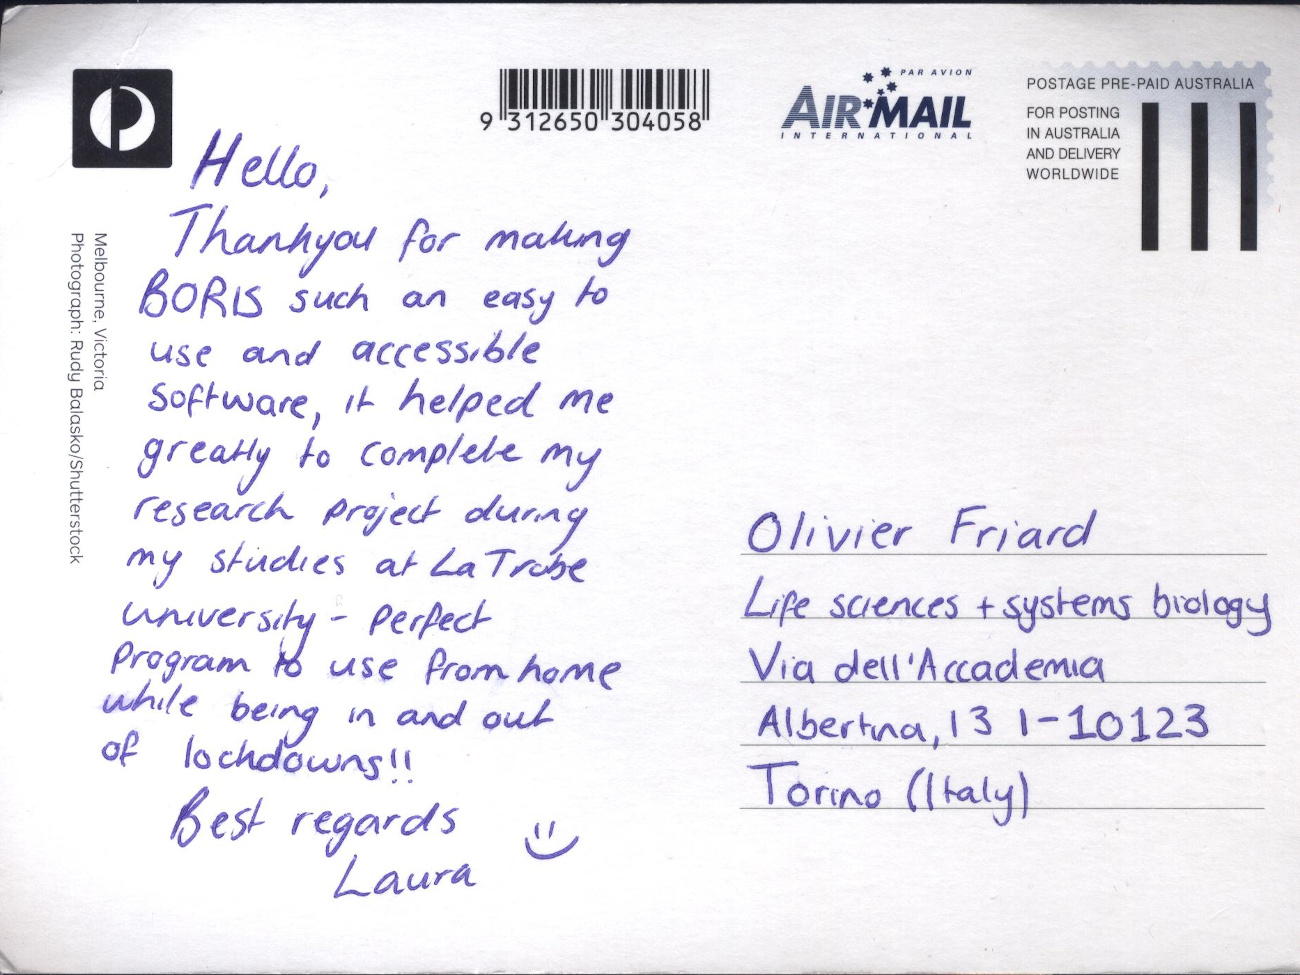 9 312650 304058
PAR AVION
AIR MAIL
INTERNATIONAL
POSTAGE PRE-PAID AUSTRALIA
FOR POSTING
IN AUSTRALIA
AND DELIVERY
WORLDWIDE
Melbourne, Victoria
Photograph: Rudy Balasko/Shutterstock
Hello,
Thankyou for making
BORIS such an easy to
use and accessible
software, it helped me
greatly to complete my
research project during
my studies at La Trobe
university - perfect
program to use from home
while being in and out
of lockdowns!!
Best regards
Laura
Olivier Friard
Life sciences + systems biology
Via dell'Accademia
Albertina, 13 I-10123
Torino (Italy)